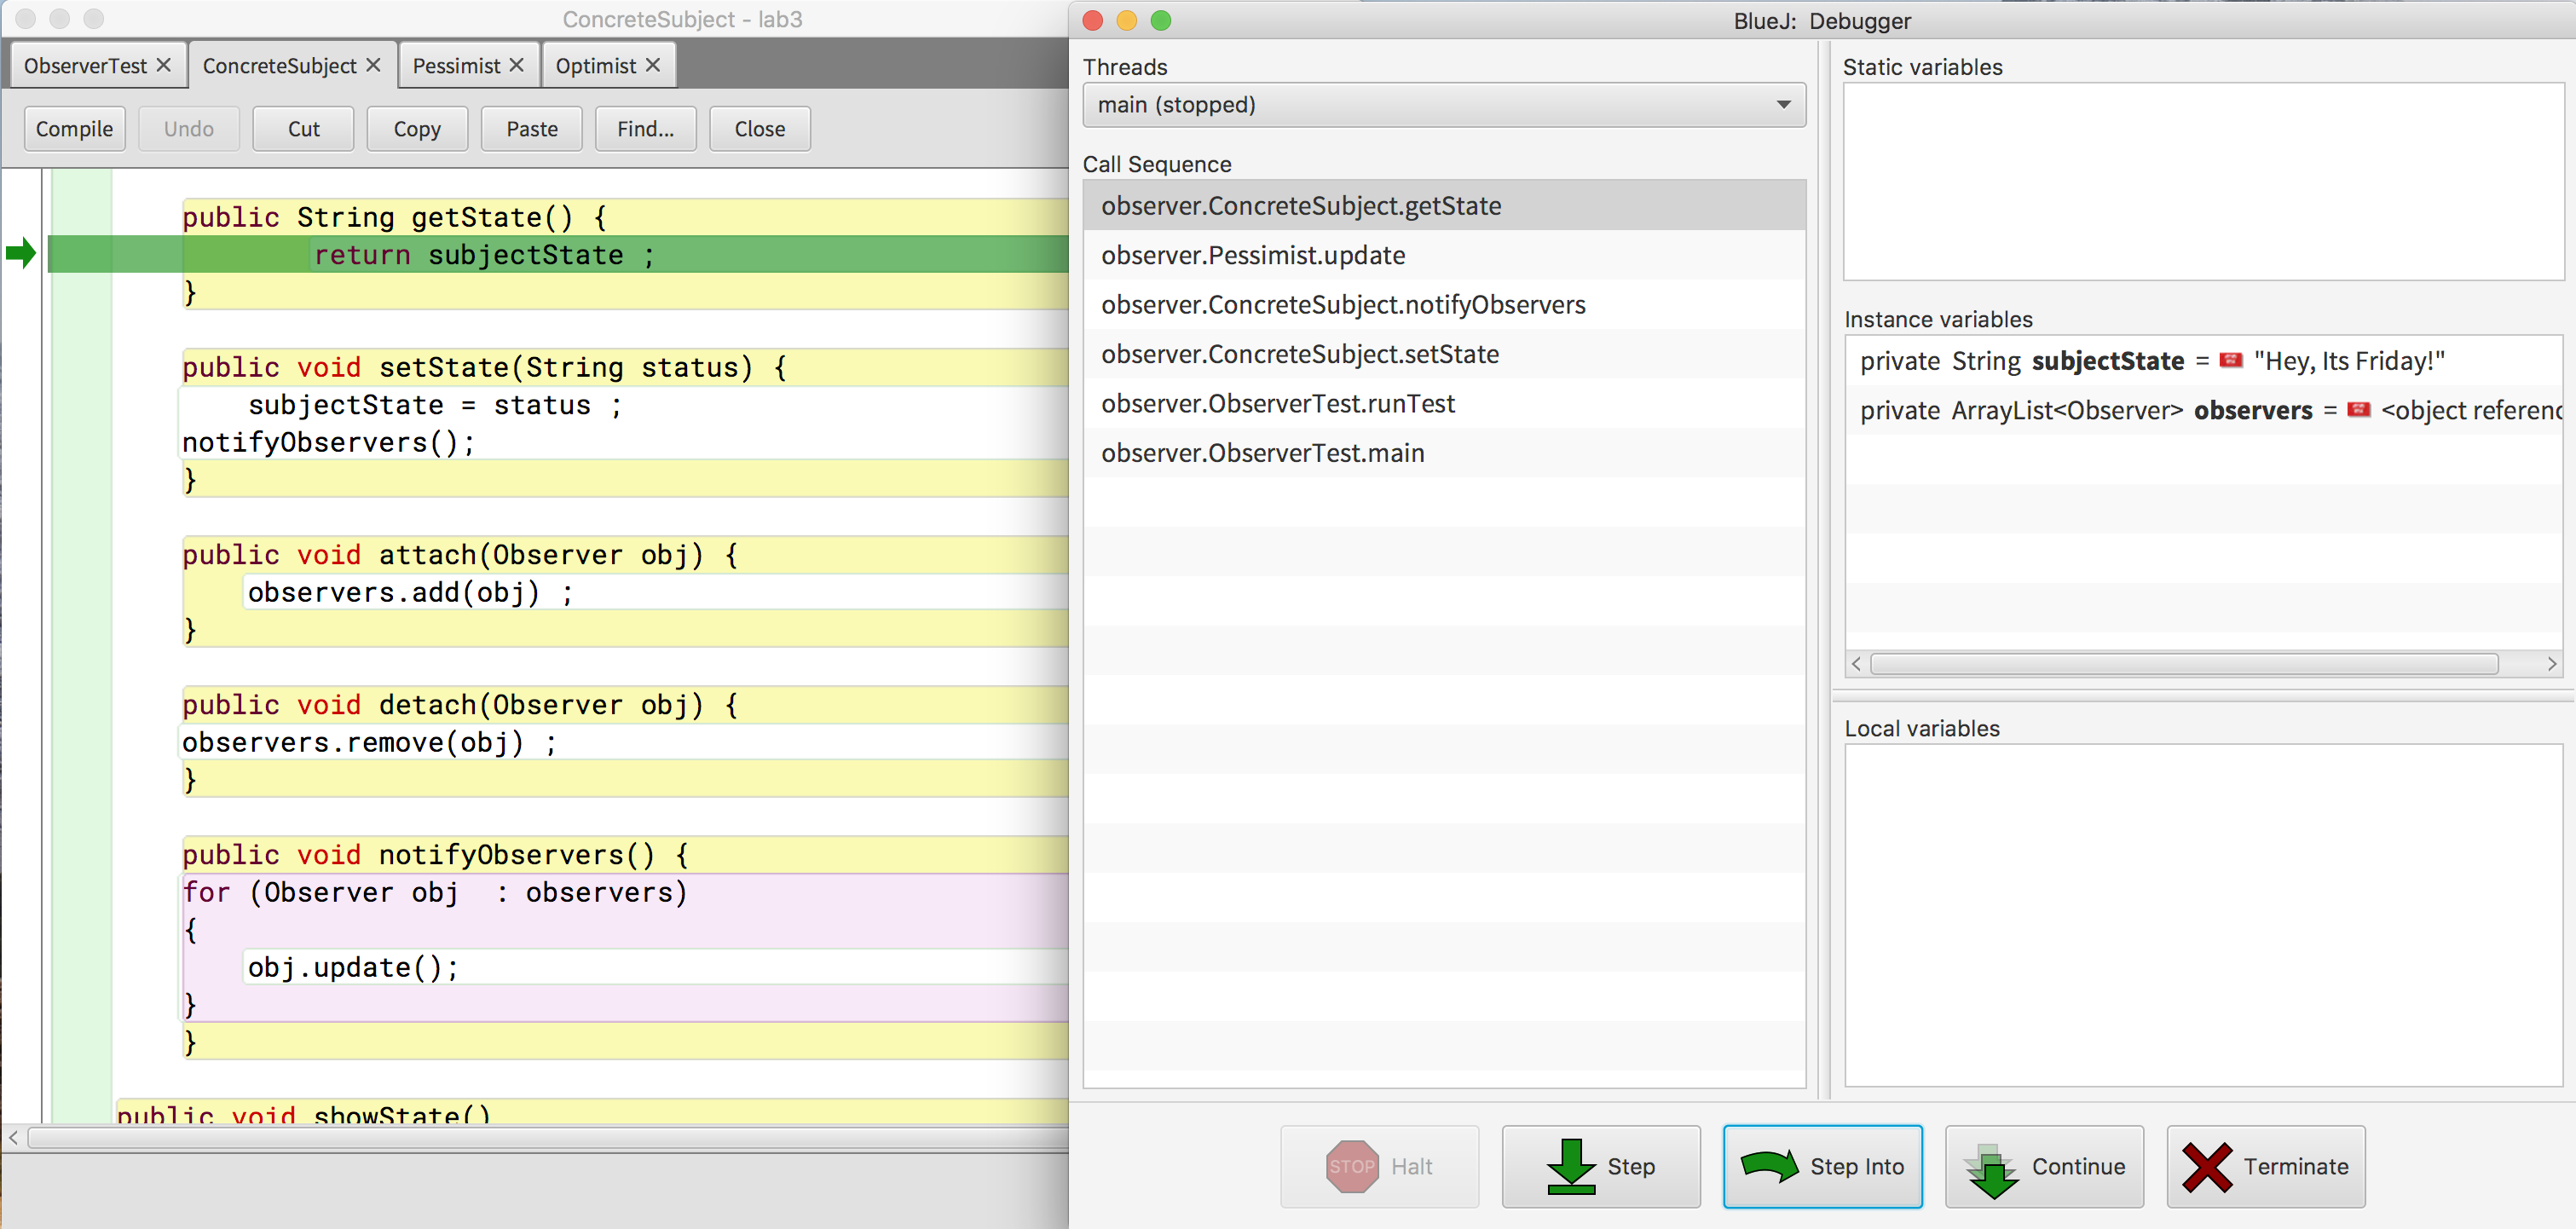 ConcreteSubject - lab3
ObserverTest
ConcreteSubject
Pessimist
Optimist
Compile
Undo
Cut
Copy
Paste
Find...
Close
public String getState() {
return subjectState ;
}
public void setState(String status) {
subjectState = status ;
notifyObservers();
}
public void attach(Observer obj) {
observers.add(obj) ;
}
public void detach(Observer obj) {
observers.remove(obj) ;
}
public void notifyObservers() {
for (Observer obj  : observers)
{
obj.update();
}
}
public void showState()
BlueJ: Debugger
Threads
main (stopped)
Call Sequence
observer.ConcreteSubject.getState
observer.Pessimist.update
observer.ConcreteSubject.notifyObservers
observer.ConcreteSubject.setState
observer.ObserverTest.runTest
observer.ObserverTest.main
Static variables
Instance variables
private String subjectState = "Hey, Its Friday!"
private ArrayList<Observer> observers = <object referenc
Local variables
STOP Halt
Step
Step Into
Continue
Terminate